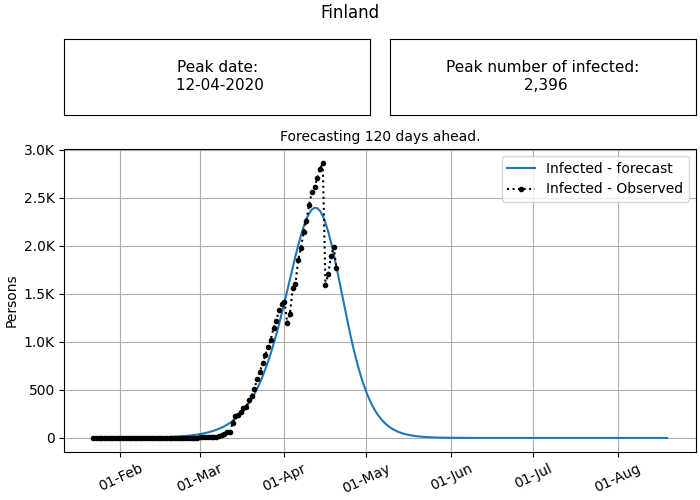 Finland
Peak date:
12-04-2020
Peak number of infected:
2,396
Forecasting 120 days ahead.
3.0K
2.5K
2.0K
1.5K
1.0K
500
0
Persons
Infected - forecast
Infected - Observed
01-Feb
01-Mar
01-Apr
01-May
01-Jun
01-Jul
01-Aug